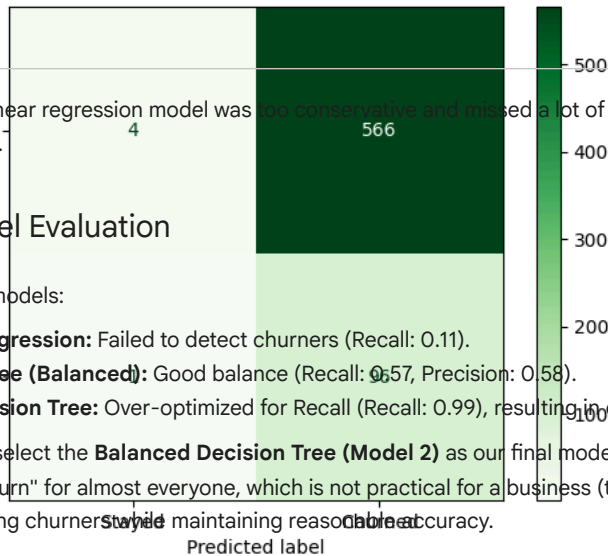 500
near regression model was too conservative and missed a lot of
4 566
400
el Evaluation
300
models:
200
gression: Failed to detect churners (Recall: 0.11).
ee (Balanced): Good balance (Recall: 0.57, Precision: 0.58).
1 96
sion Tree: Over-optimized for Recall (Recall: 0.99), resulting in
100
select the Balanced Decision Tree (Model 2) as our final mode
urn" for almost everyone, which is not practical for a business (t
ng churners while maintaining reasonable accuracy.
Stayed Churned
Predicted label